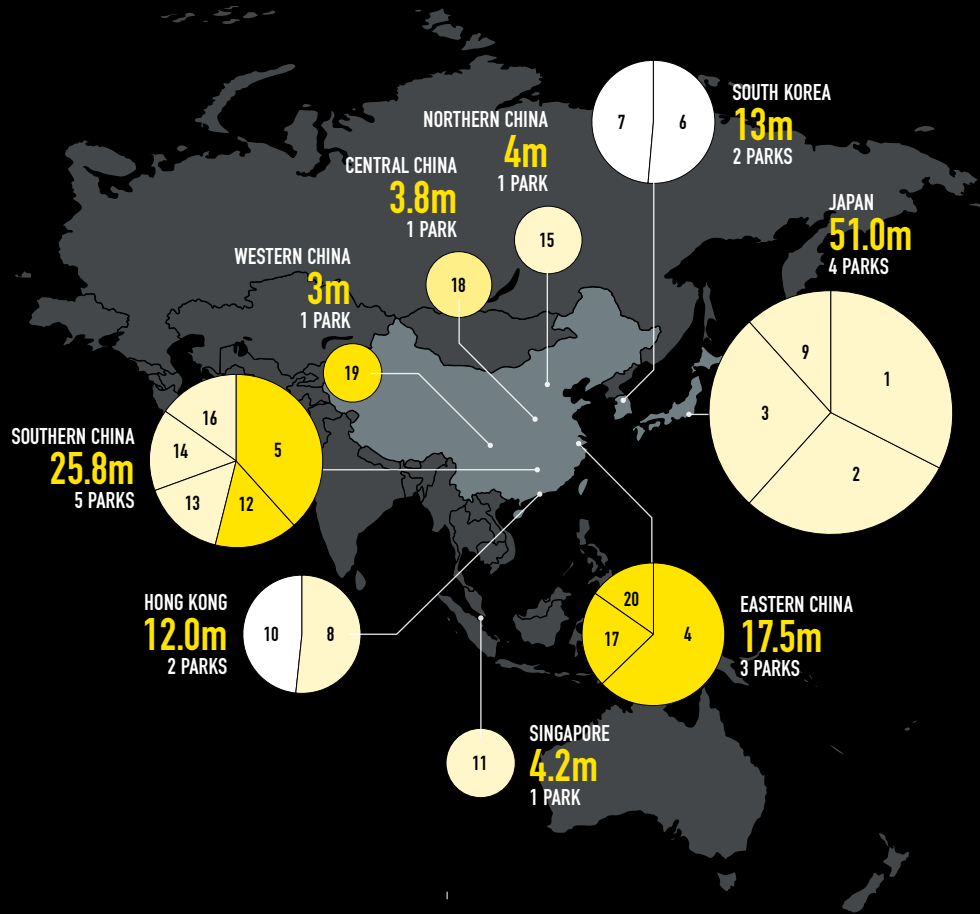 SOUTH KOREA
13m
2 PARKS
7
6
NORTHERN CHINA
4m
1 PARK
15
CENTRAL CHINA
3.8m
1 PARK
18
JAPAN
51.0m
4 PARKS
9
1
3
2
WESTERN CHINA
3m
1 PARK
19
SOUTHERN CHINA
25.8m
5 PARKS
16
5
14
13
12
HONG KONG
12.0m
2 PARKS
10
8
EASTERN CHINA
17.5m
3 PARKS
20
17
4
SINGAPORE
4.2m
1 PARK
11